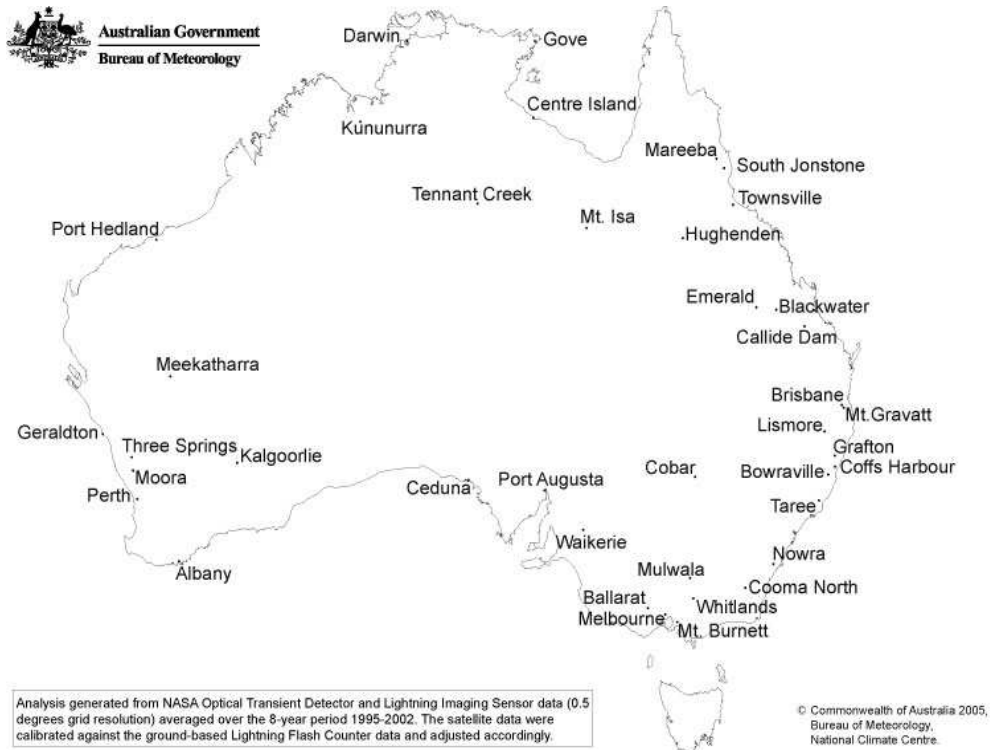 Australian Government
Bureau of Meteorology
Darwin
Gove
Centre Island
Kununurra
Mareeba
South Jonstone
Tennant Creek
Townsville
Mt. Isa
Port Hedland
Hughenden
Emerald
Blackwater
Callide Dam
Meekatharra
Brisbane
Mt.Gravatt
Geraldton
Lismore
Three Springs
Kalgoorlie
Grafton
Moora
Cobar
Bowraville
Coffs Harbour
Perth
Ceduna
Port Augusta
Taree
Waikerie
Nowra
Albany
Mulwala
Cooma North
Ballarat
Whitlands
Melbourne
Mt. Burnett
Analysis generated from NASA Optical Transient Detector and Lightning Imaging Sensor data (0.5
degrees grid resolution) averaged over the 8-year period 1995-2002. The satellite data were
calibrated against the ground-based Lightning Flash Counter data and adjusted accordingly.
© Commonwealth of Australia 2005,
Bureau of Meteorology,
National Climate Centre.